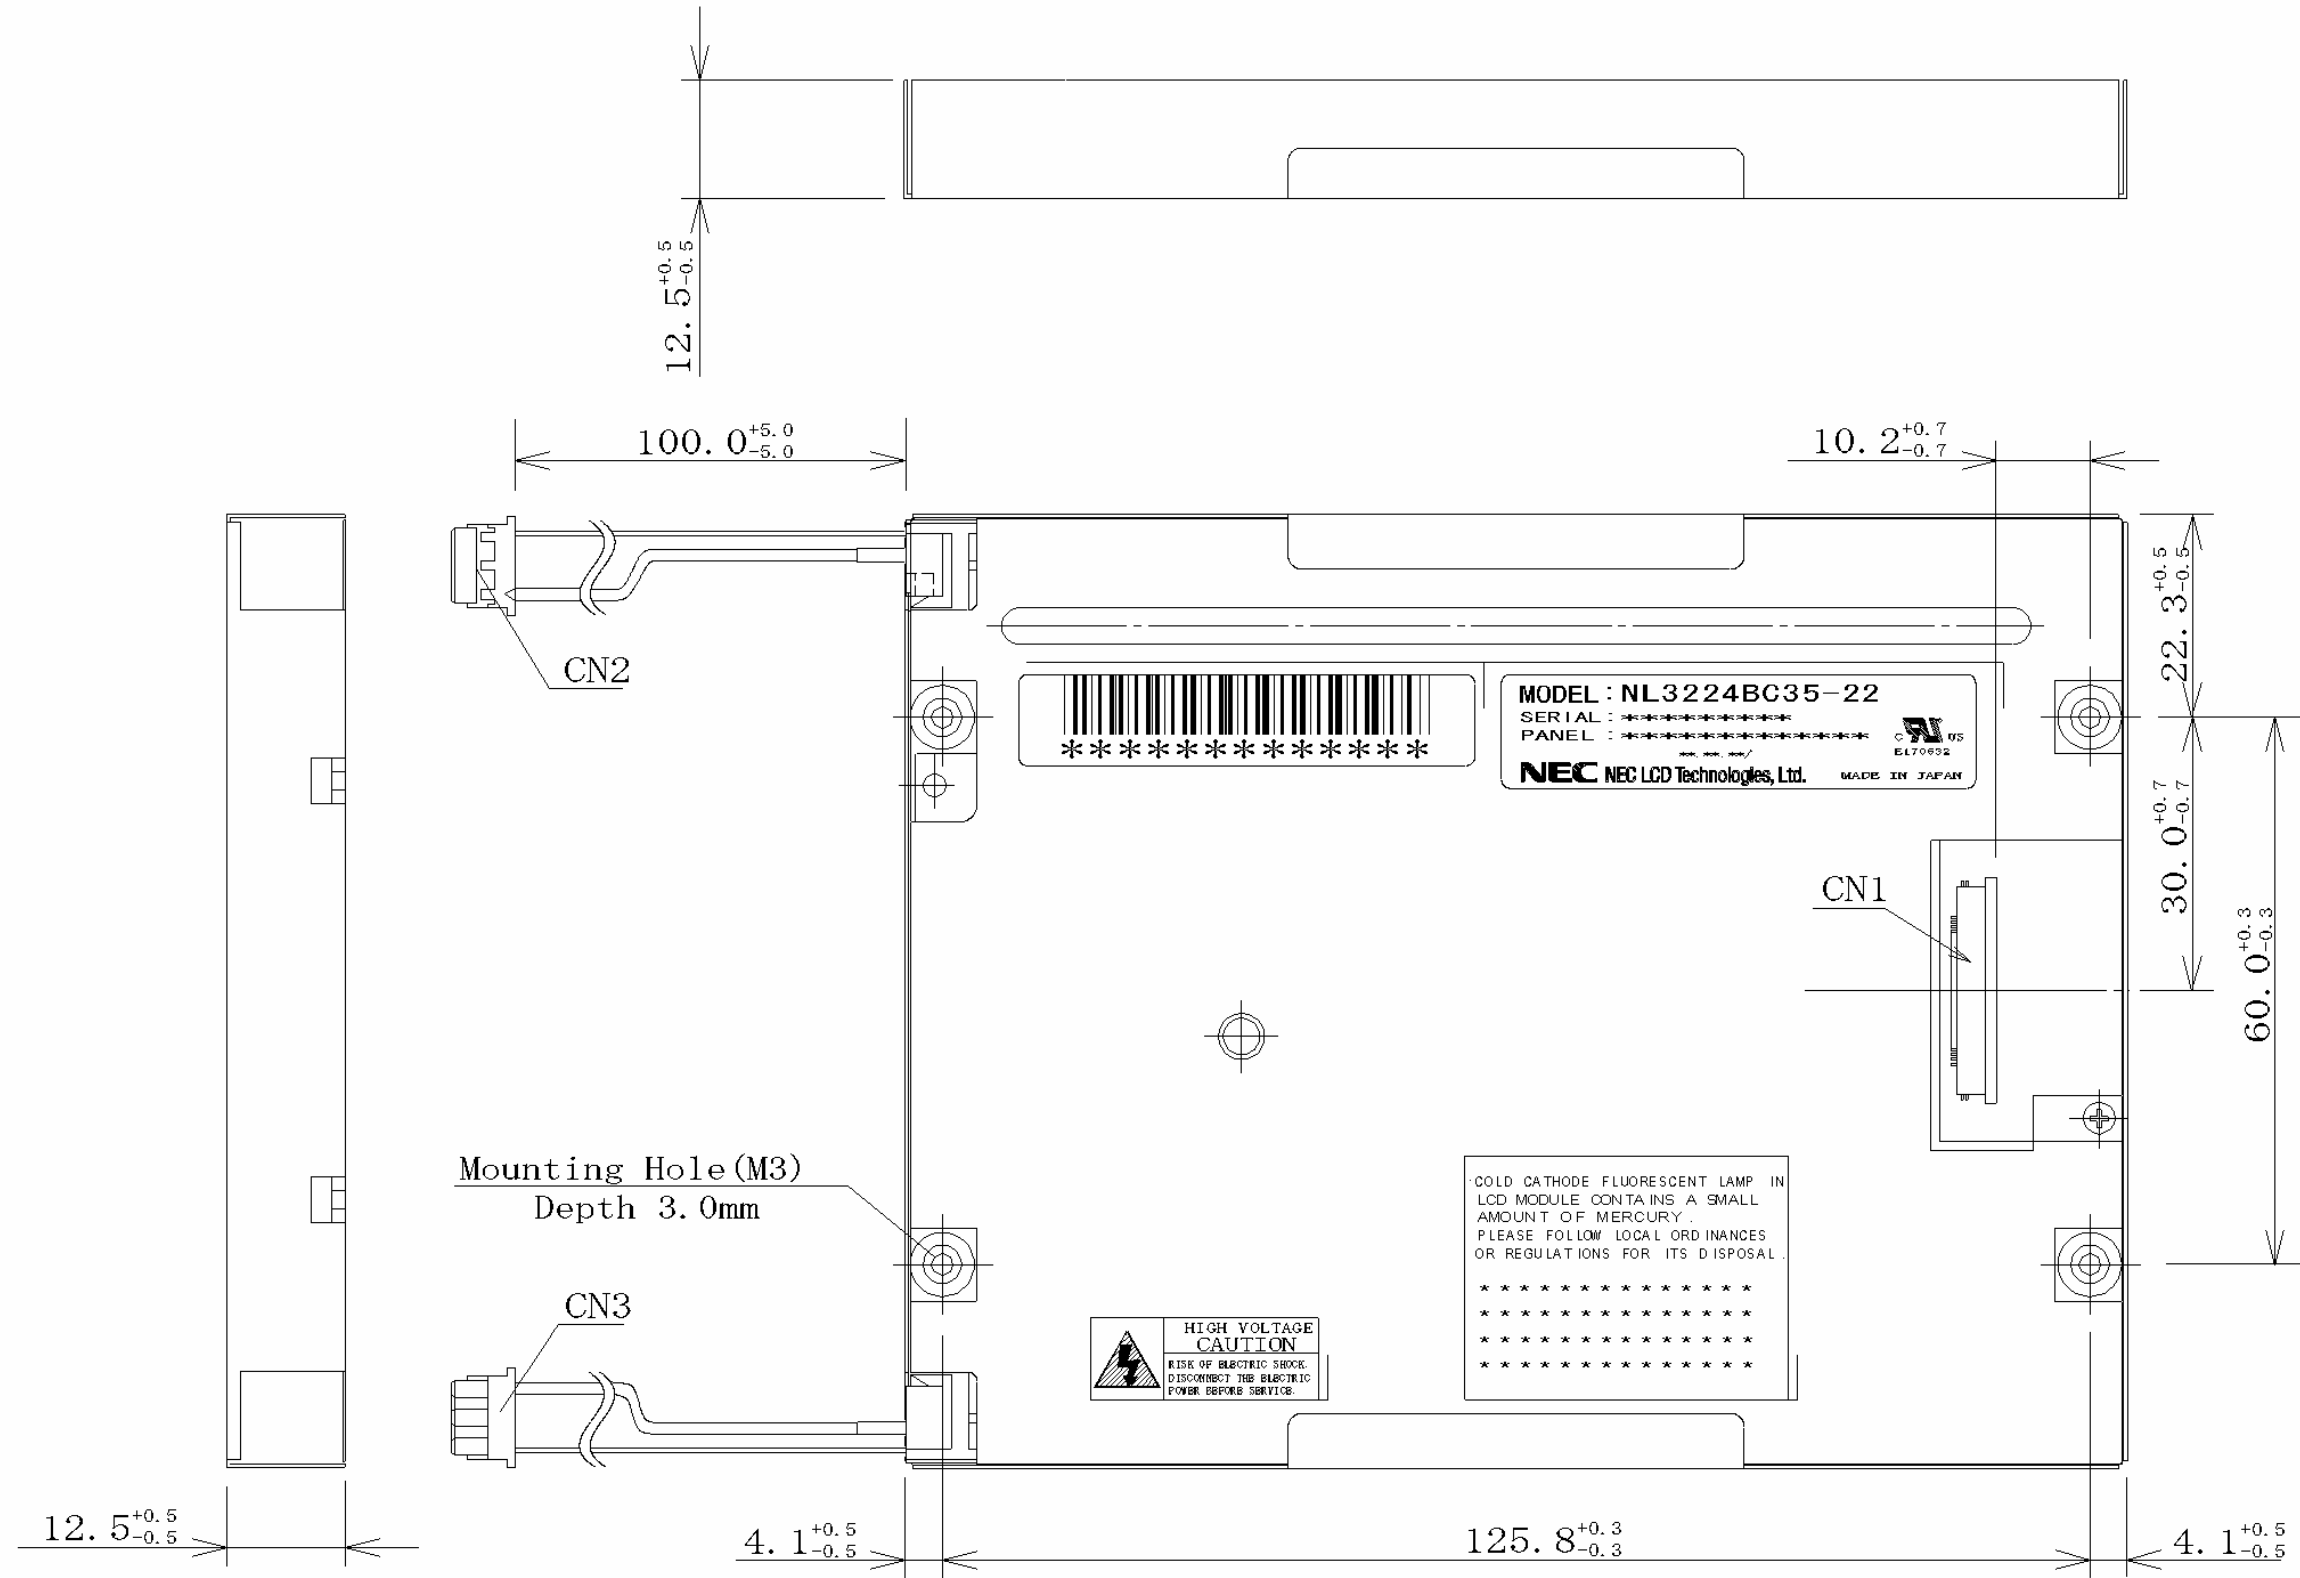 12.5+0.5-0.5
100.0+5.0-5.0
10.2+0.7-0.7
22.3+0.5-0.5
CN2
MODEL:NL3224BC35-22
SERIAL:************
PANEL :*****************
**.**.**/
C US
E170632
NEC NEC LCD Technologies, Ltd. MADE IN JAPAN
*************
30.0+0.7-0.7
CN1
60.0+0.3-0.3
Mounting Hole(M3)
Depth 3.0mm
COLD CATHODE FLUORESCENT LAMP IN
LCD MODULE CONTAINS A SMALL
AMOUNT OF MERCURY.
PLEASE FOLLOW LOCAL ORDINANCES
OR REGULATIONS FOR ITS DISPOSAL.
**************
**************
**************
**************
CN3
HIGH VOLTAGE
CAUTION
RISK OF ELECTRIC SHOCK.
DISCONNECT THE ELECTRIC
POWER BEFORE SERVICE.
12.5+0.5-0.5
4.1+0.5-0.5
125.8+0.3-0.3
4.1+0.5-0.5